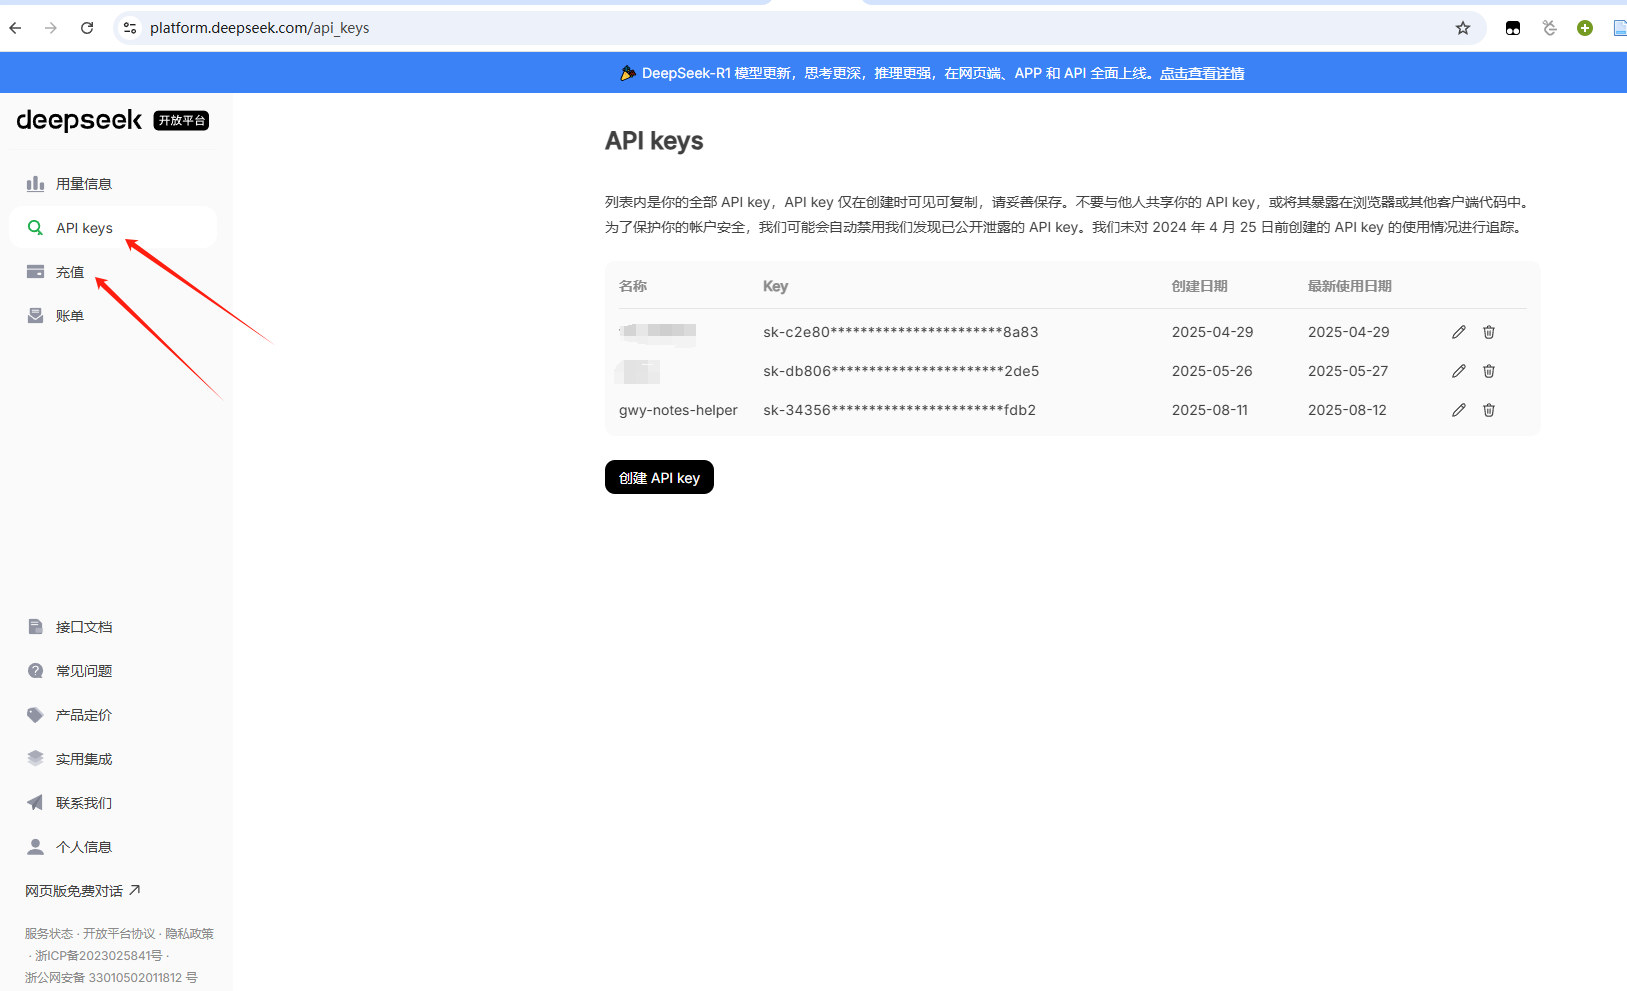 platform.deepseek.com/api_keys
DeepSeek-R1 模型更新，思考更深，推理更强，在网页端、APP 和 API 全面上线。点击查看详情
deepseek 开放平台
用量信息
API keys
充值
账单
接口文档
常见问题
产品定价
实用集成
联系我们
个人信息
网页版免费对话
服务状态 · 开放平台协议 · 隐私政策
· 浙ICP备2023025841号 ·
浙公网安备 33010502011812 号
API keys
列表内是你的全部 API key，API key 仅在创建时可见可复制，请妥善保存。不要与他人共享你的 API key，或将其暴露在浏览器或其他客户端代码中。
为了保护你的帐户安全，我们可能会自动禁用我们发现已公开泄露的 API key。我们未对 2024 年 4 月 25 日前创建的 API key 的使用情况进行追踪。
名称 Key 创建日期 最新使用日期
sk-c2e80***********************8a83 2025-04-29 2025-04-29
sk-db806***********************2de5 2025-05-26 2025-05-27
gwy-notes-helper sk-34356***********************fdb2 2025-08-11 2025-08-12
创建 API key